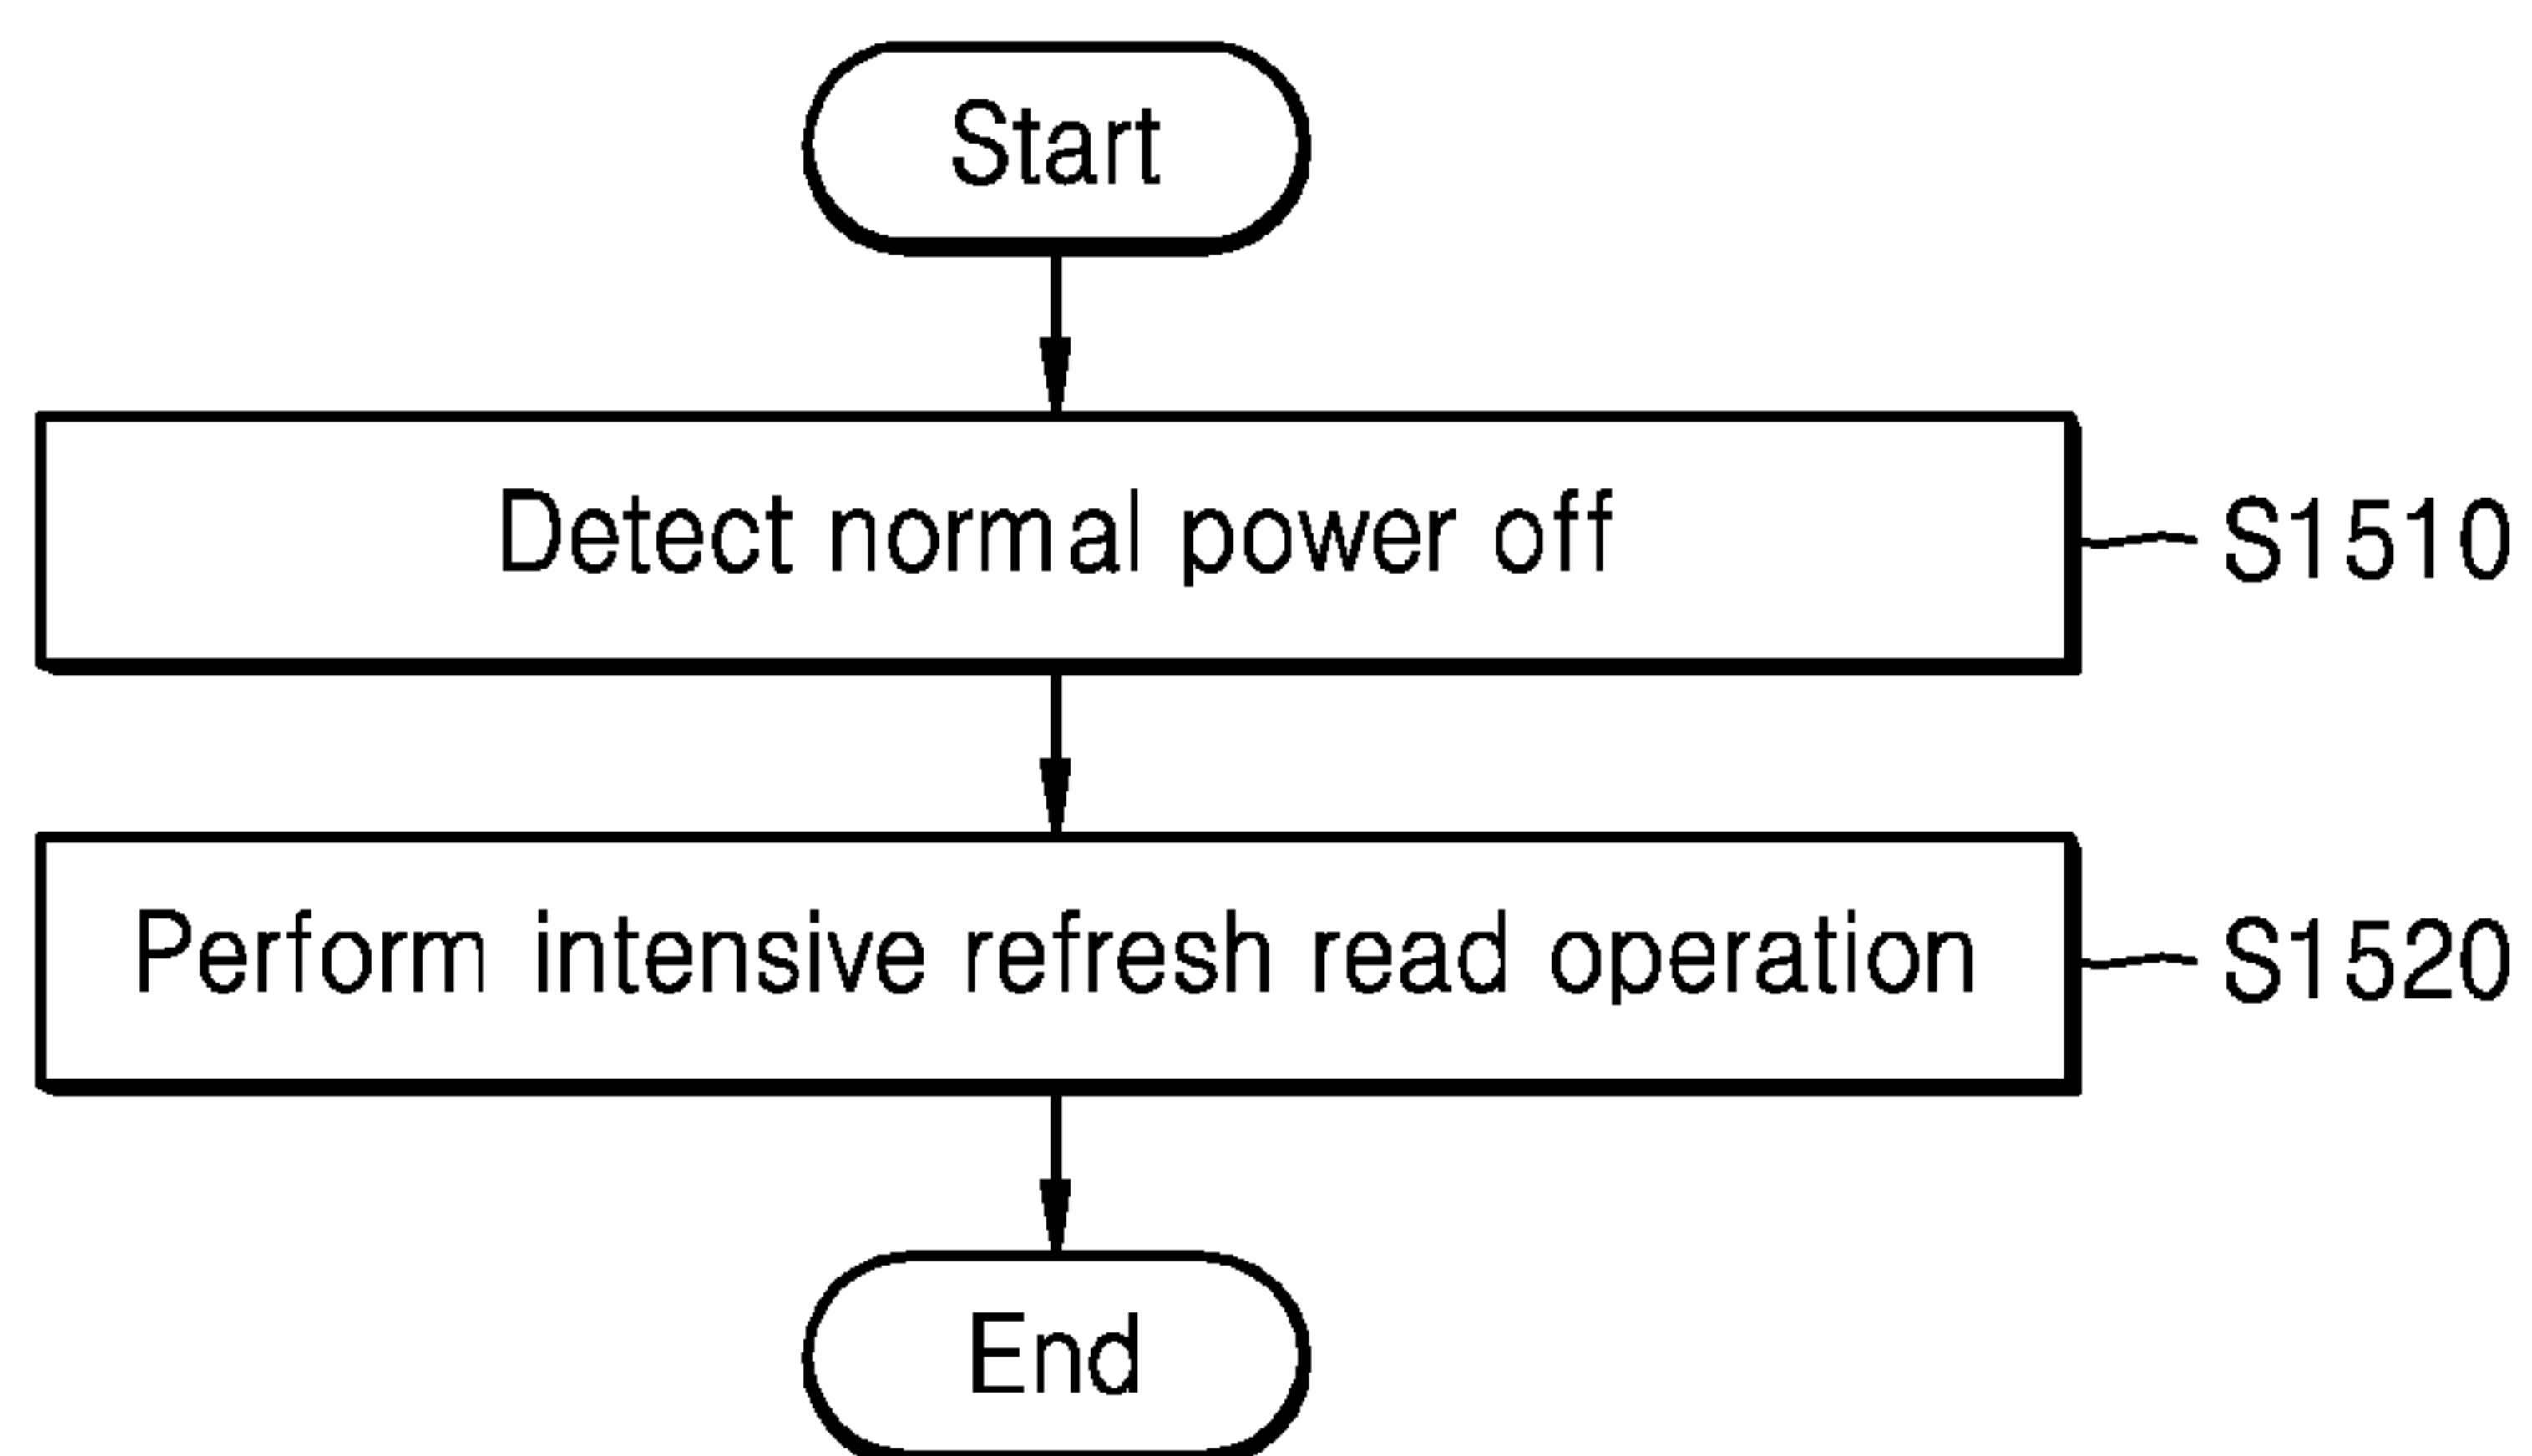 Start
Detect normal power off
S1510
Perform intensive refresh read operation
S1520
End